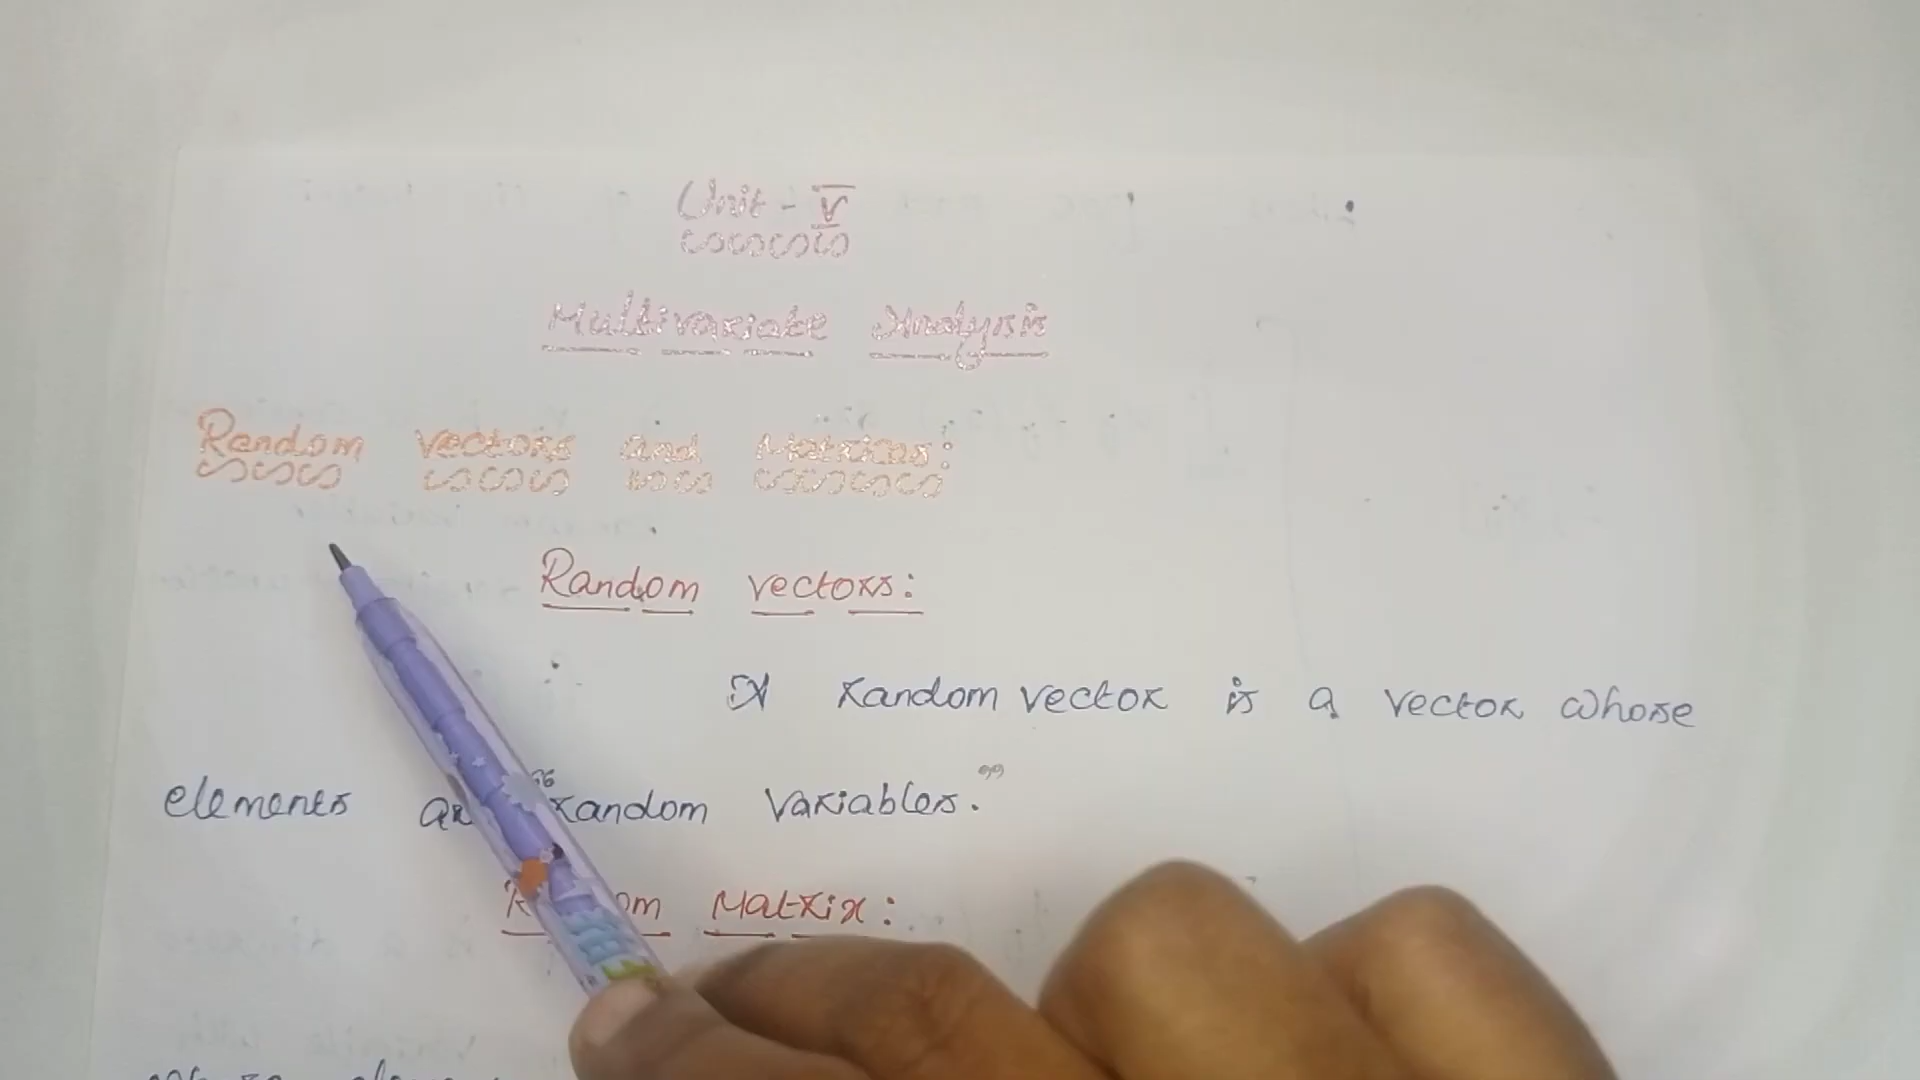 Unit - V
Multivariate Analysis
Random vectors and Matrices:
Random vectors:
A random vector is a vector whose
elements “random variables.”
Matrix: